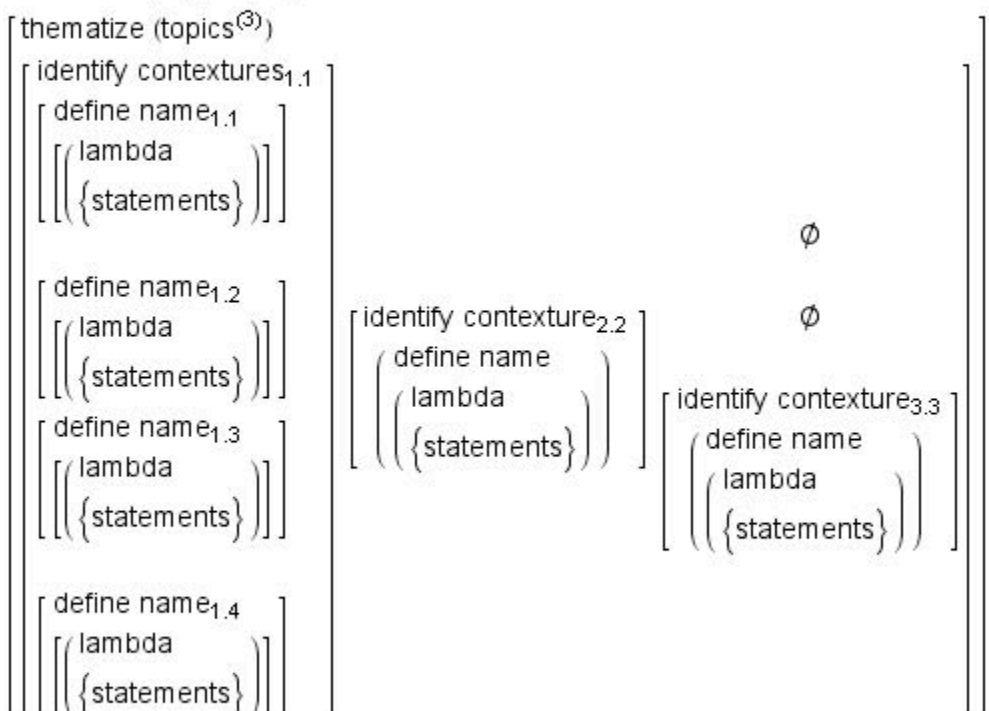 thematize (topics(3))
identify contextures1.1
define name1.1
lambda
{statements}
define name1.2
lambda
{statements}
define name1.3
lambda
{statements}
define name1.4
lambda
{statements}
identify contexture2.2
define name
lambda
{statements}
∅
∅
identify contexture3.3
define name
lambda
{statements}